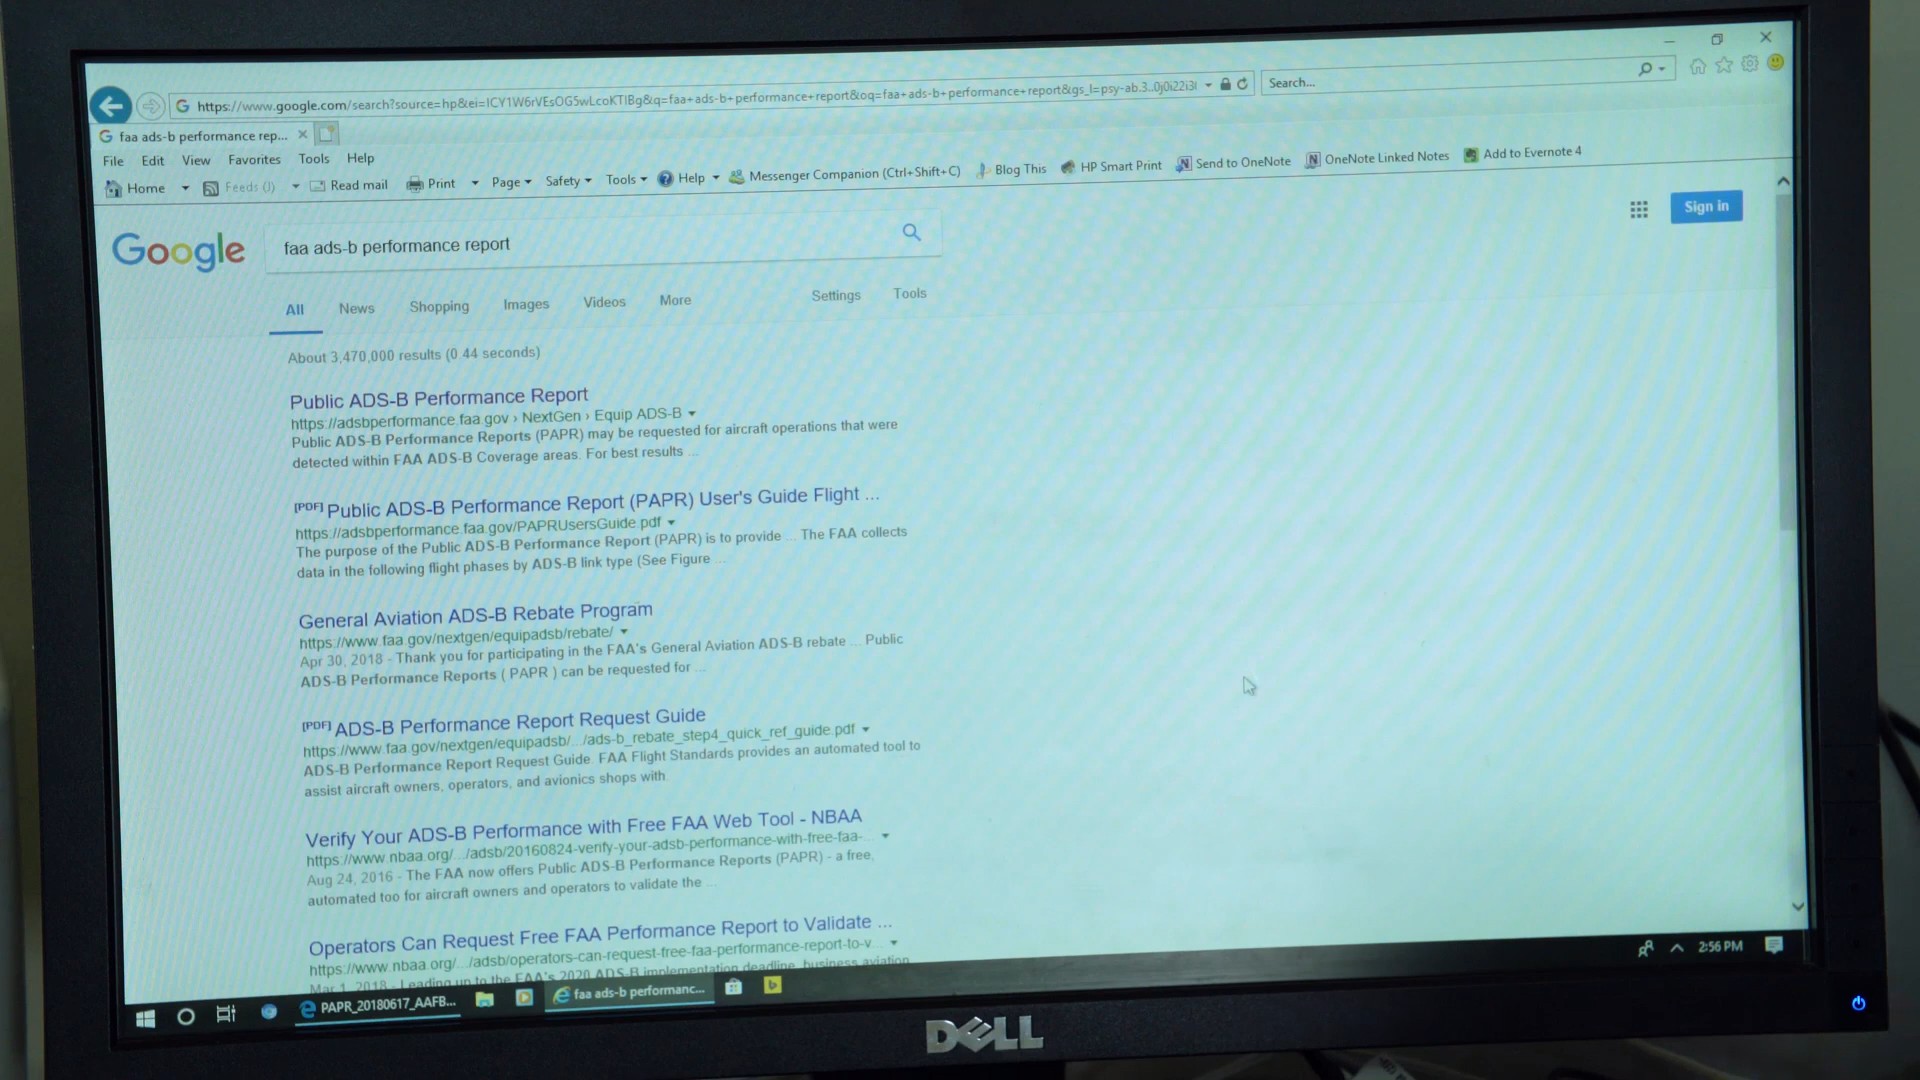 https://www.google.com/search?source=hp&ei=ICY1W6rVEsOG5wLcoKTIBg&q=faa+ads-b+performance+report&oq=faa+ads-b+performance+report&gs_l=psy-ab.3..0j0i22i30
Search...
faa ads-b performance rep...
File Edit View Favorites Tools Help
Home Feeds (J) Read mail Print Page Safety Tools Help Messenger Companion (Ctrl+Shift+C) Blog This HP Smart Print Send to OneNote OneNote Linked Notes Add to Evernote 4
Sign in
Google
faa ads-b performance report
All News Shopping Images Videos More Settings Tools
About 3,470,000 results (0.44 seconds)
Public ADS-B Performance Report
https://adsbperformance.faa.gov › NextGen › Equip ADS-B
Public ADS-B Performance Reports (PAPR) may be requested for aircraft operations that were
detected within FAA ADS-B Coverage areas. For best results ...
[PDF] Public ADS-B Performance Report (PAPR) User's Guide Flight ...
https://adsbperformance.faa.gov/PAPRUsersGuide.pdf
The purpose of the Public ADS-B Performance Report (PAPR) is to provide ... The FAA collects
data in the following flight phases by ADS-B link type (See Figure ...
General Aviation ADS-B Rebate Program
https://www.faa.gov/nextgen/equipadsb/rebate/
Apr 30, 2018 - Thank you for participating in the FAA's General Aviation ADS-B rebate ... Public
ADS-B Performance Reports ( PAPR ) can be requested for ...
[PDF] ADS-B Performance Report Request Guide
https://www.faa.gov/nextgen/equipadsb/.../ads-b_rebate_step4_quick_ref_guide.pdf
ADS-B Performance Report Request Guide. FAA Flight Standards provides an automated tool to
assist aircraft owners, operators, and avionics shops with.
Verify Your ADS-B Performance with Free FAA Web Tool - NBAA
https://www.nbaa.org/.../adsb/20160824-verify-your-adsb-performance-with-free-faa-...
Aug 24, 2016 - The FAA now offers Public ADS-B Performance Reports (PAPR) - a free,
automated too for aircraft owners and operators to validate the ...
Operators Can Request Free FAA Performance Report to Validate ...
https://www.nbaa.org/.../adsb/operators-can-request-free-faa-performance-report-to-v...
Mar 1, 2018 - Leading up to the FAA's 2020 ADS-B implementation deadline, business aviation
PAPR_20180617_AAFB... faa ads-b performanc... 2:56 PM
DELL